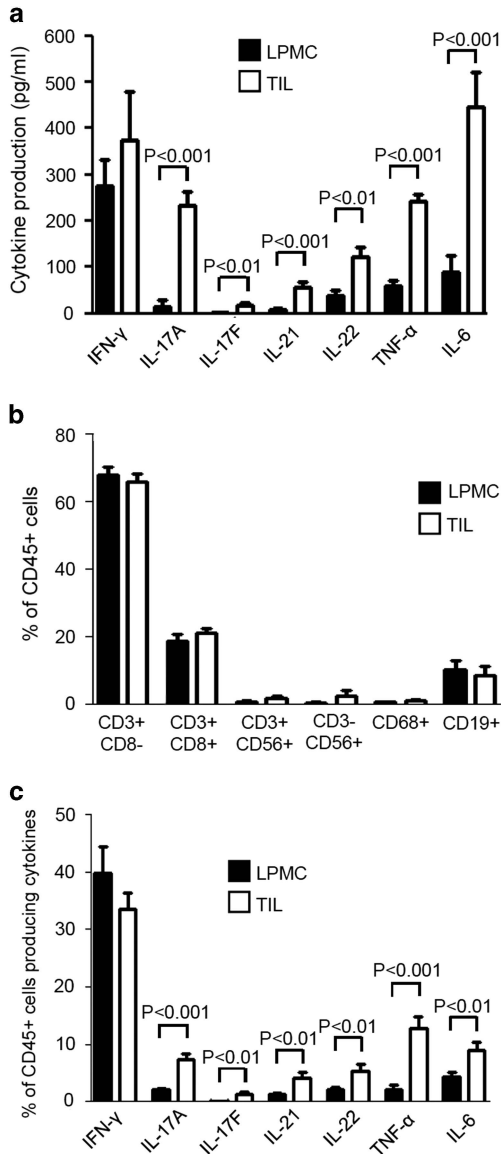 a
Cytokine production (pg/ml)
600
500
400
300
200
100
0
LPMC
TIL
P<0.001
P<0.01
P<0.001
P<0.01
P<0.001
P<0.001
IFN-γ
IL-17A
IL-17F
IL-21
IL-22
TNF-α
IL-6
b
% of CD45+ cells
80
60
40
20
0
LPMC
TIL
CD3+
CD8-
CD3+
CD8+
CD3+
CD56+
CD3-
CD56+
CD68+
CD19+
c
% of CD45+ cells producing cytokines
50
40
30
20
10
0
LPMC
TIL
P<0.001
P<0.01
P<0.01
P<0.01
P<0.001
P<0.01
IFN-γ
IL-17A
IL-17F
IL-21
IL-22
TNF-α
IL-6